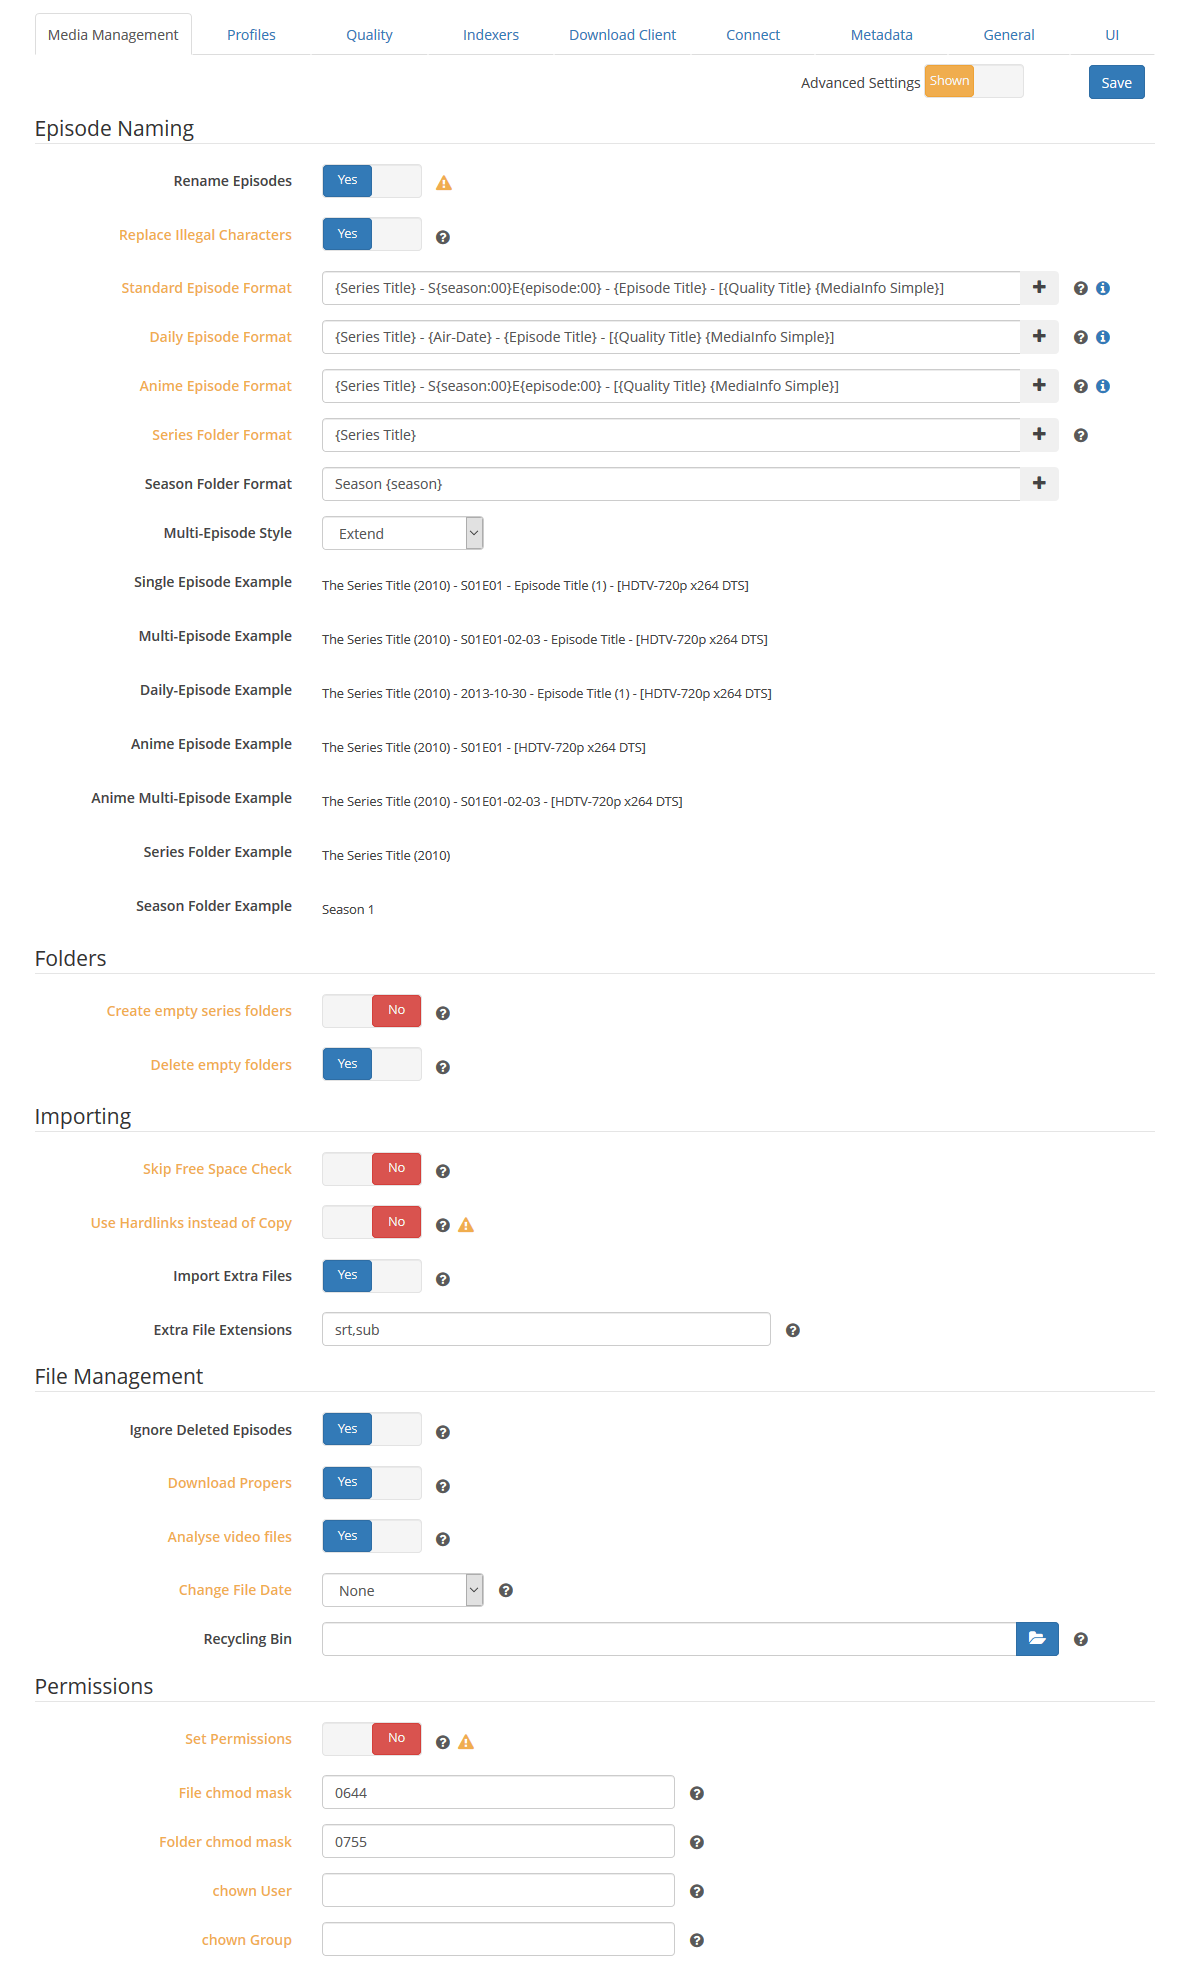 Media Management Profiles Quality Indexers Download Client Connect Metadata General UI
Advanced Settings Shown Save
Episode Naming
Rename Episodes Yes
Replace Illegal Characters Yes
Standard Episode Format {Series Title} - S{season:00}E{episode:00} - {Episode Title} - [{Quality Title} {MediaInfo Simple}]
Daily Episode Format {Series Title} - {Air-Date} - {Episode Title} - [{Quality Title} {MediaInfo Simple}]
Anime Episode Format {Series Title} - S{season:00}E{episode:00} - [{Quality Title} {MediaInfo Simple}]
Series Folder Format {Series Title}
Season Folder Format Season {season}
Multi-Episode Style Extend
Single Episode Example The Series Title (2010) - S01E01 - Episode Title (1) - [HDTV-720p x264 DTS]
Multi-Episode Example The Series Title (2010) - S01E01-02-03 - Episode Title - [HDTV-720p x264 DTS]
Daily-Episode Example The Series Title (2010) - 2013-10-30 - Episode Title (1) - [HDTV-720p x264 DTS]
Anime Episode Example The Series Title (2010) - S01E01 - [HDTV-720p x264 DTS]
Anime Multi-Episode Example The Series Title (2010) - S01E01-02-03 - [HDTV-720p x264 DTS]
Series Folder Example The Series Title (2010)
Season Folder Example Season 1
Folders
Create empty series folders No
Delete empty folders Yes
Importing
Skip Free Space Check No
Use Hardlinks instead of Copy No
Import Extra Files Yes
Extra File Extensions srt,sub
File Management
Ignore Deleted Episodes Yes
Download Propers Yes
Analyse video files Yes
Change File Date None
Recycling Bin
Permissions
Set Permissions No
File chmod mask 0644
Folder chmod mask 0755
chown User
chown Group